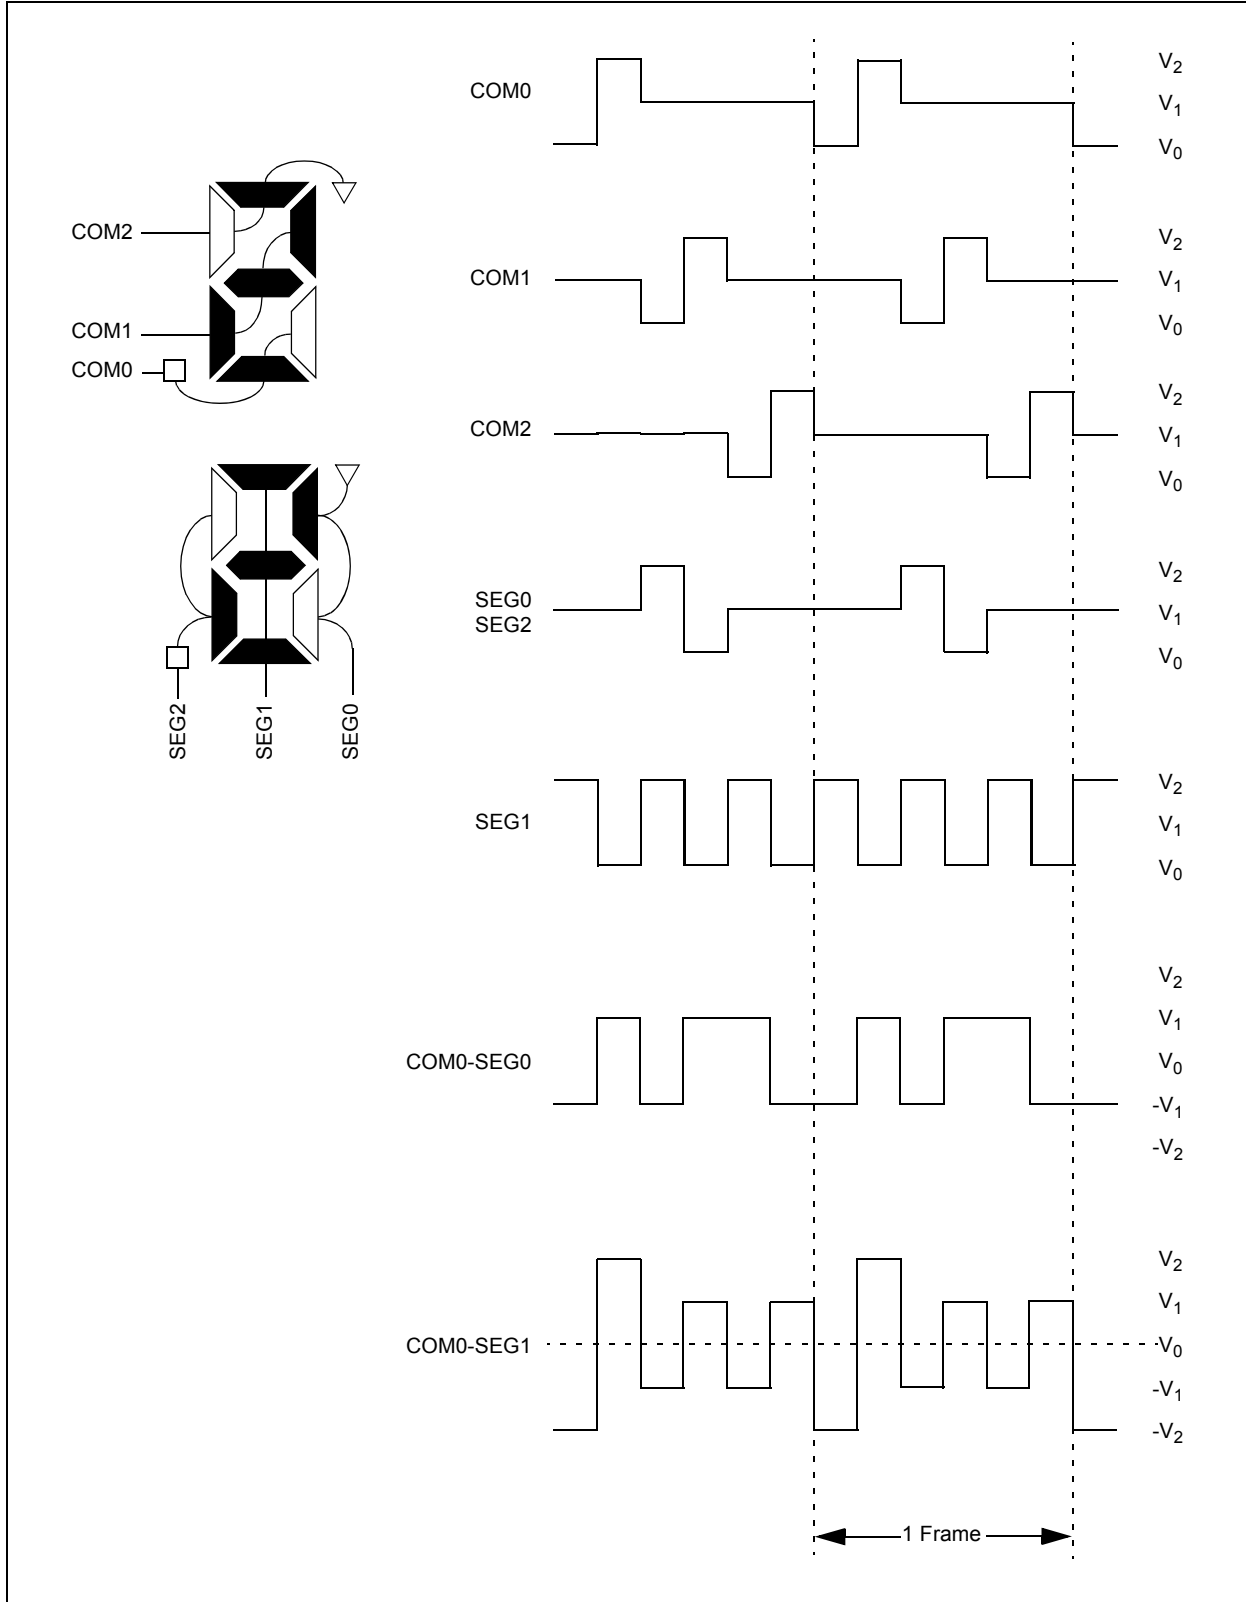 COM2
COM1
COM0
SEG2
SEG1
SEG0
COM0
V2
V1
V0
COM1
V2
V1
V0
COM2
V2
V1
V0
SEG0
SEG2
V2
V1
V0
SEG1
V2
V1
V0
COM0-SEG0
V2
V1
V0
-V1
-V2
COM0-SEG1
V2
V1
V0
-V1
-V2
1 Frame